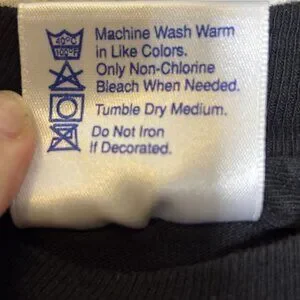 40°C
105°F
Machine Wash Warm
in Like Colors.
Only Non-Chlorine
Bleach When Needed.
Tumble Dry Medium.
Do Not Iron
If Decorated.